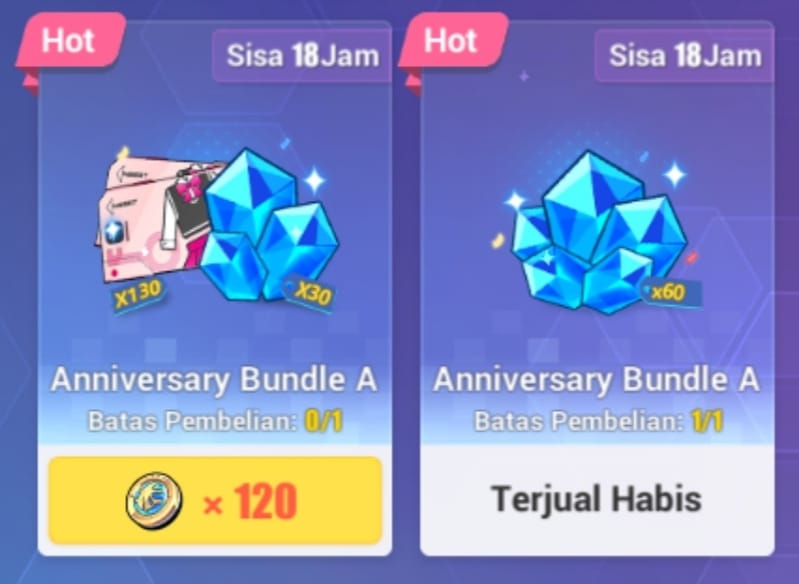 Hot
Sisa 18Jam
X130
X30
Anniversary Bundle A
Batas Pembelian: 0/1
× 120
Hot
Sisa 18Jam
x60
Anniversary Bundle A
Batas Pembelian: 1/1
Terjual Habis